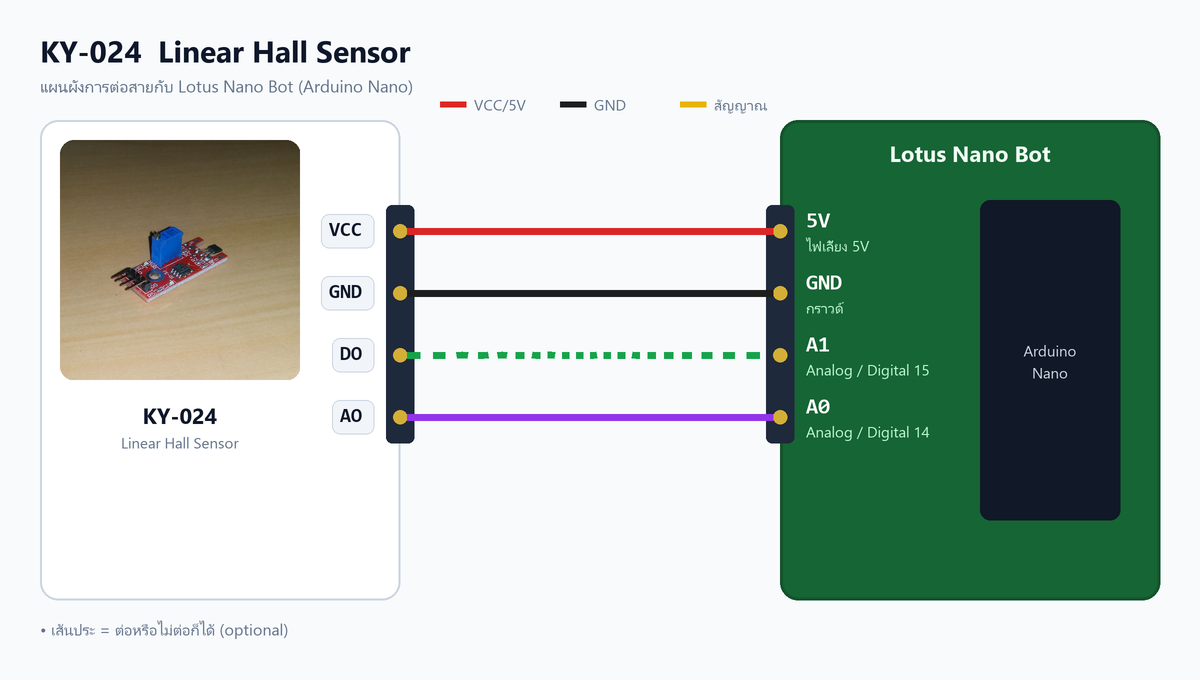 KY-024 Linear Hall Sensor
แผนผังการต่อสายกับ Lotus Nano Bot (Arduino Nano)
VCC/5V
GND
สัญญาณ
Lotus Nano Bot
VCC
GND
DO
AO
5V
ไฟเลี้ยง 5V
GND
กราวด์
A1
Analog / Digital 15
A0
Analog / Digital 14
Arduino
Nano
KY-024
Linear Hall Sensor
• เส้นประ = ต่อหรือไม่ต่อก็ได้ (optional)